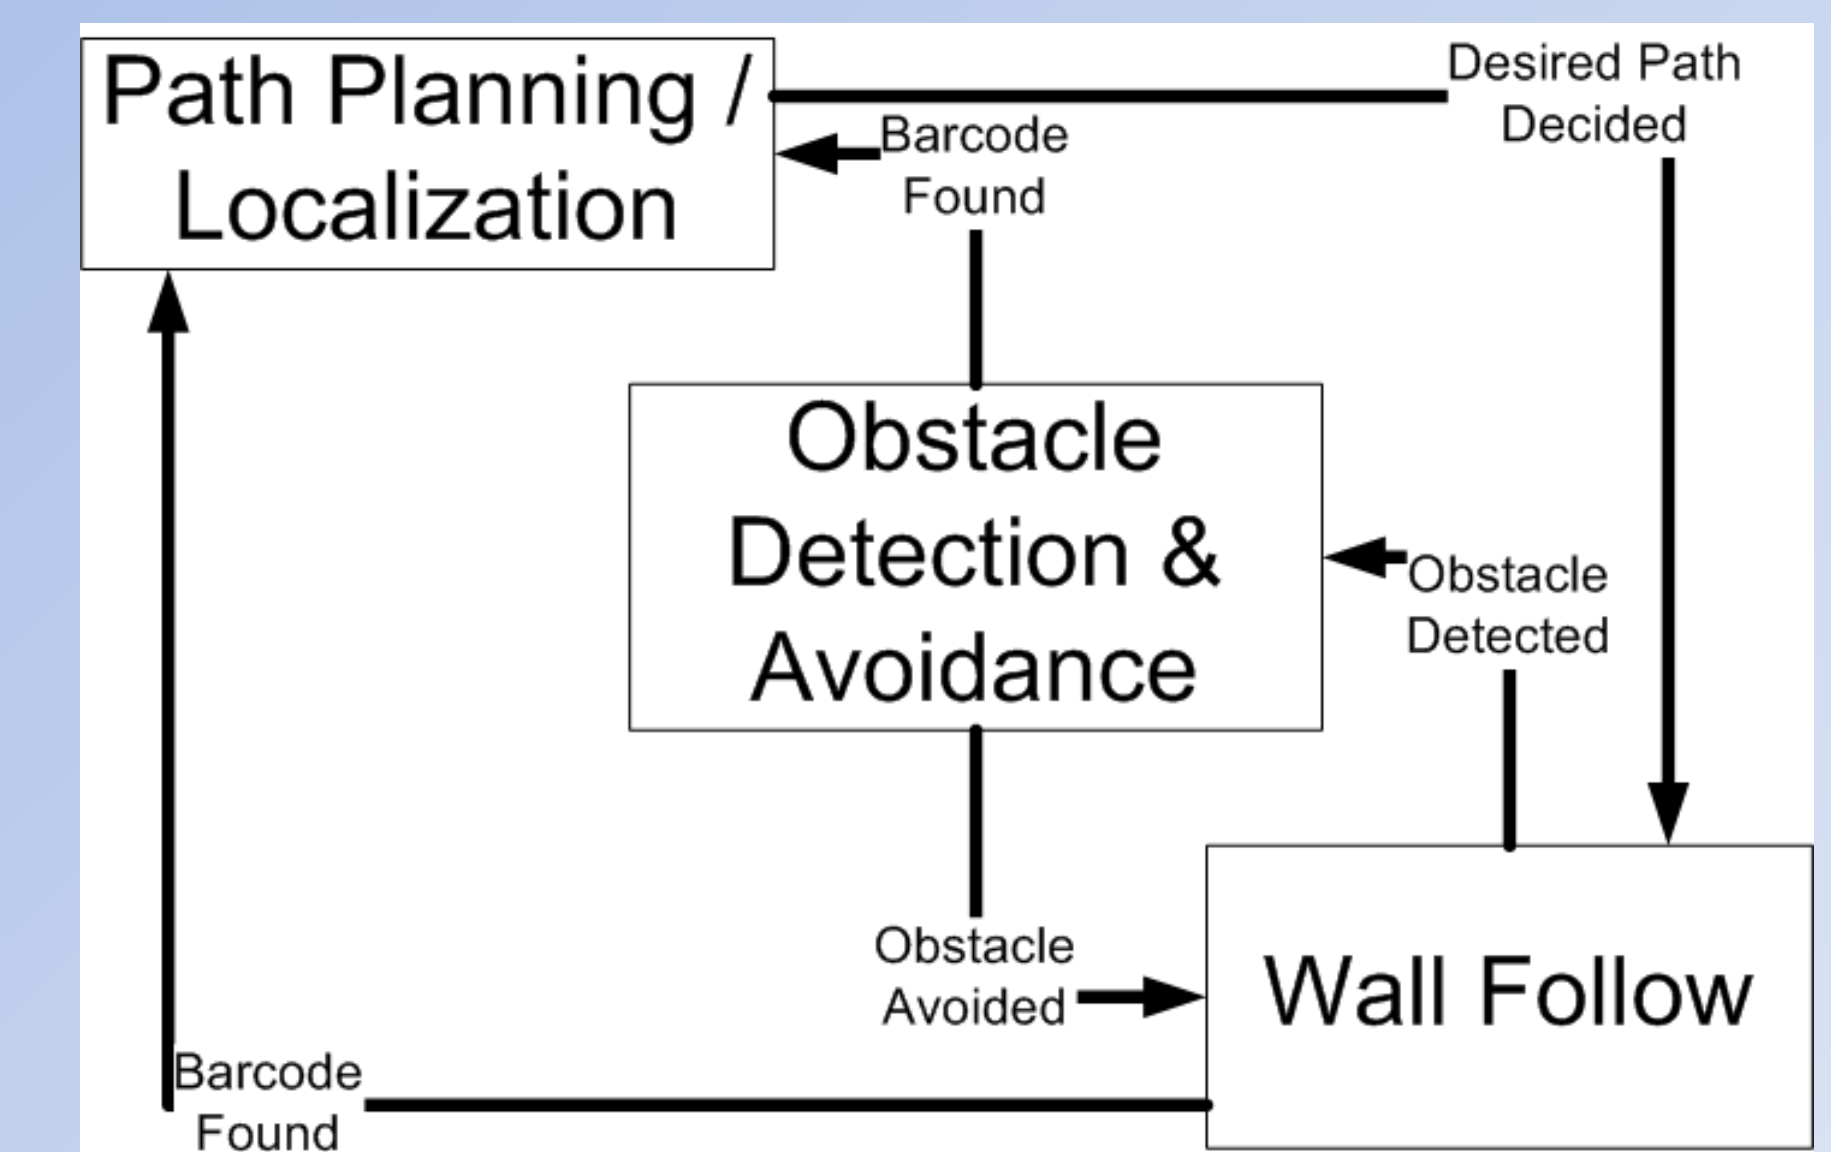 Path Planning /
Localization
Desired Path
Decided
Barcode
Found
Obstacle
Detection &
Avoidance
Obstacle
Detected
Obstacle
Avoided
Wall Follow
Barcode
Found